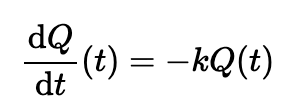 dQ/dt (t) = −kQ(t)